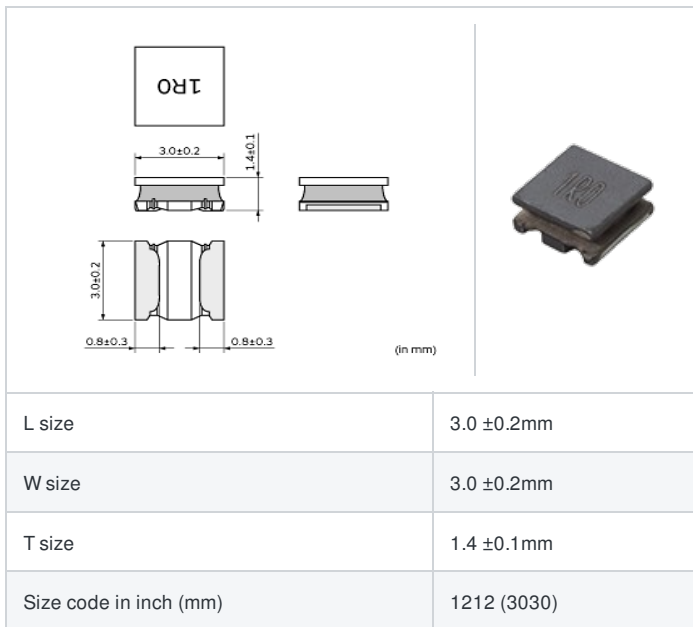 1R0
3.0±0.2
1.4±0.1
3.0±0.2
0.8±0.3
0.8±0.3
(in mm)
1R0
L size 3.0 ±0.2mm
W size 3.0 ±0.2mm
T size 1.4 ±0.1mm
Size code in inch (mm) 1212 (3030)